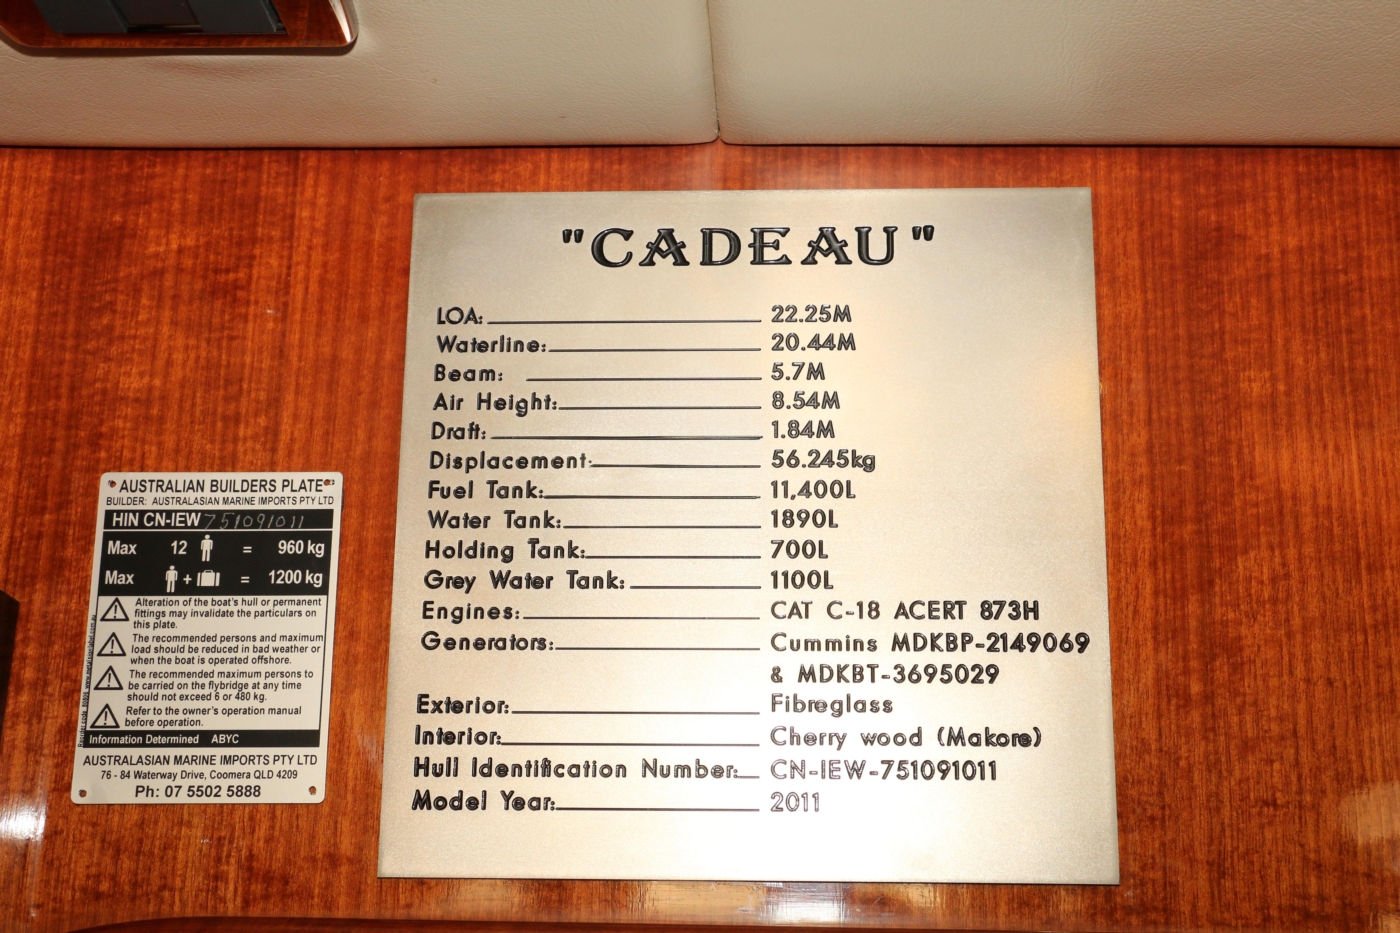 "CADEAU"
LOA: 22.25M
Waterline: 20.44M
Beam: 5.7M
Air Height: 8.54M
Draft: 1.84M
Displacement: 56.245kg
Fuel Tank: 11,400L
Water Tank: 1890L
Holding Tank: 700L
Grey Water Tank: 1100L
Engines: CAT C-18 ACERT 873H
Generators: Cummins MDKBP-2149069
& MDKBT-3695029
Exterior: Fibreglass
Interior: Cherry wood (Makore)
Hull Identification Number: CN-IEW-751091011
Model Year: 2011
AUSTRALIAN BUILDERS PLATE
BUILDER: AUSTRALASIAN MARINE IMPORTS PTY LTD
HIN CN-IEW 751091011
Max 12 = 960 kg
Max + = 1200 kg
Alteration of the boat's hull or permanent
fittings may invalidate the particulars on
this plate.
The recommended persons and maximum
load should be reduced in bad weather or
when the boat is operated offshore.
The recommended maximum persons to
be carried on the flybridge at any time
should not exceed 6 or 480 kg.
Refer to the owner's operation manual
before operation.
Information Determined ABYC
AUSTRALASIAN MARINE IMPORTS PTY LTD
76 - 84 Waterway Drive, Coomera QLD 4209
Ph: 07 5502 5888